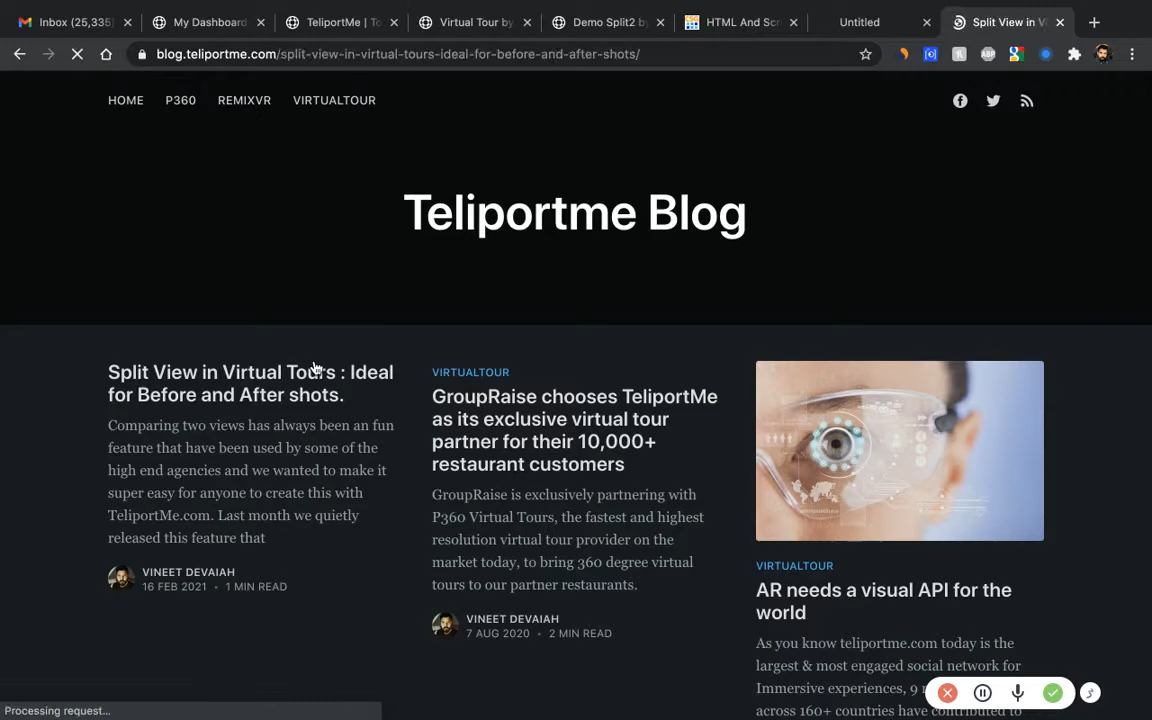 Inbox (25,335)
My Dashboard
TeliportMe | To
Virtual Tour by
Demo Split2 by
HTML And Scr
Untitled
Split View in Vi
blog.teliportme.com/split-view-in-virtual-tours-ideal-for-before-and-after-shots/
ABP
HOME P360 REMIXVR VIRTUALTOUR
Teliportme Blog
Split View in Virtual Tours : Ideal
for Before and After shots.
Comparing two views has always been an fun
feature that have been used by some of the
high end agencies and we wanted to make it
super easy for anyone to create this with
TeliportMe.com. Last month we quietly
released this feature that
VINEET DEVAIAH
16 FEB 2021 • 1 MIN READ
VIRTUALTOUR
GroupRaise chooses TeliportMe
as its exclusive virtual tour
partner for their 10,000+
restaurant customers
GroupRaise is exclusively partnering with
P360 Virtual Tours, the fastest and highest
resolution virtual tour provider on the
market today, to bring 360 degree virtual
tours to our partner restaurants.
VINEET DEVAIAH
7 AUG 2020 • 2 MIN READ
VIRTUALTOUR
AR needs a visual API for the
world
As you know teliportme.com today is the
largest & most engaged social network for
Immersive experiences, 9
across 160+ countries have contributed to
Processing request...